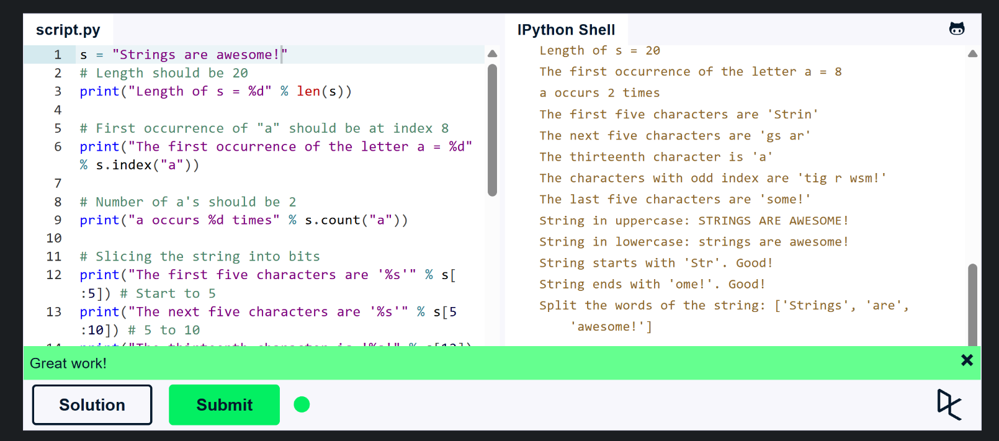 script.py
1 s = "Strings are awesome!"
2 # Length should be 20
3 print("Length of s = %d" % len(s))
4
5 # First occurrence of "a" should be at index 8
6 print("The first occurrence of the letter a = %d"
% s.index("a"))
7
8 # Number of a's should be 2
9 print("a occurs %d times" % s.count("a"))
10
11 # Slicing the string into bits
12 print("The first five characters are '%s'" % s[
:5]) # Start to 5
13 print("The next five characters are '%s'" % s[5
:10]) # 5 to 10
14 print("The thirteenth character is '%s'" % s[12])
IPython Shell
Length of s = 20
The first occurrence of the letter a = 8
a occurs 2 times
The first five characters are 'Strin'
The next five characters are 'gs ar'
The thirteenth character is 'a'
The characters with odd index are 'tig r wsm!'
The last five characters are 'some!'
String in uppercase: STRINGS ARE AWESOME!
String in lowercase: strings are awesome!
String starts with 'Str'. Good!
String ends with 'ome!'. Good!
Split the words of the string: ['Strings', 'are',
'awesome!']
Great work!
Solution
Submit